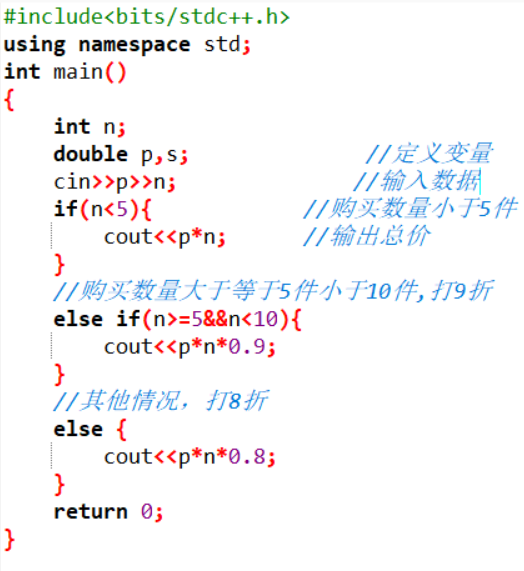 #include<bits/stdc++.h>
using namespace std;
int main()
{
    int n;
    double p,s;              //定义变量
    cin>>p>>n;              //输入数据
    if(n<5){            //购买数量小于5件
        cout<<p*n;      //输出总价
    }
    //购买数量大于等于5件小于10件,打9折
    else if(n>=5&&n<10){
        cout<<p*n*0.9;
    }
    //其他情况，打8折
    else {
        cout<<p*n*0.8;
    }
    return 0;
}